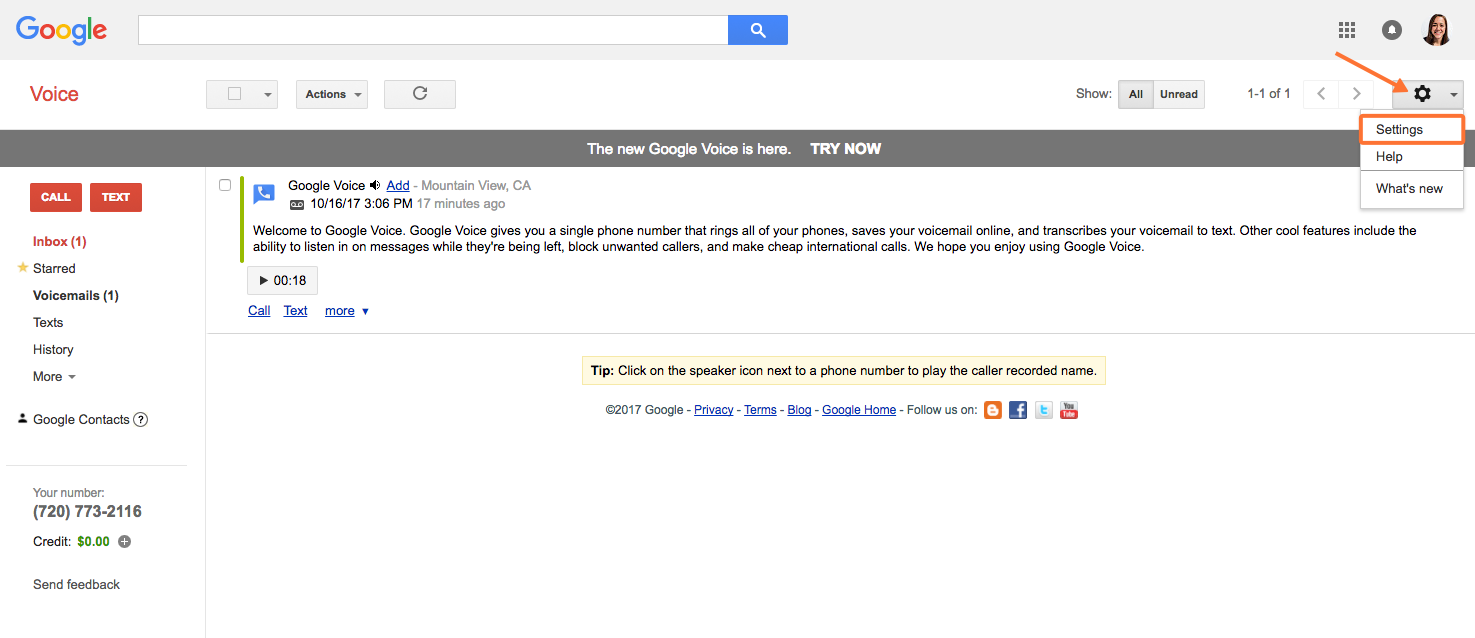 Google
Voice
Actions
Show: All Unread
1-1 of 1
Settings
Help
What's new
The new Google Voice is here. TRY NOW
CALL TEXT
Inbox (1)
Starred
Voicemails (1)
Texts
History
More
Google Contacts ?
Your number:
(720) 773-2116
Credit: $0.00
Send feedback
Google Voice Add - Mountain View, CA
10/16/17 3:06 PM 17 minutes ago
Welcome to Google Voice. Google Voice gives you a single phone number that rings all of your phones, saves your voicemail online, and transcribes your voicemail to text. Other cool features include the
ability to listen in on messages while they're being left, block unwanted callers, and make cheap international calls. We hope you enjoy using Google Voice.
00:18
Call Text more
Tip: Click on the speaker icon next to a phone number to play the caller recorded name.
©2017 Google - Privacy - Terms - Blog - Google Home - Follow us on:
You
Tube